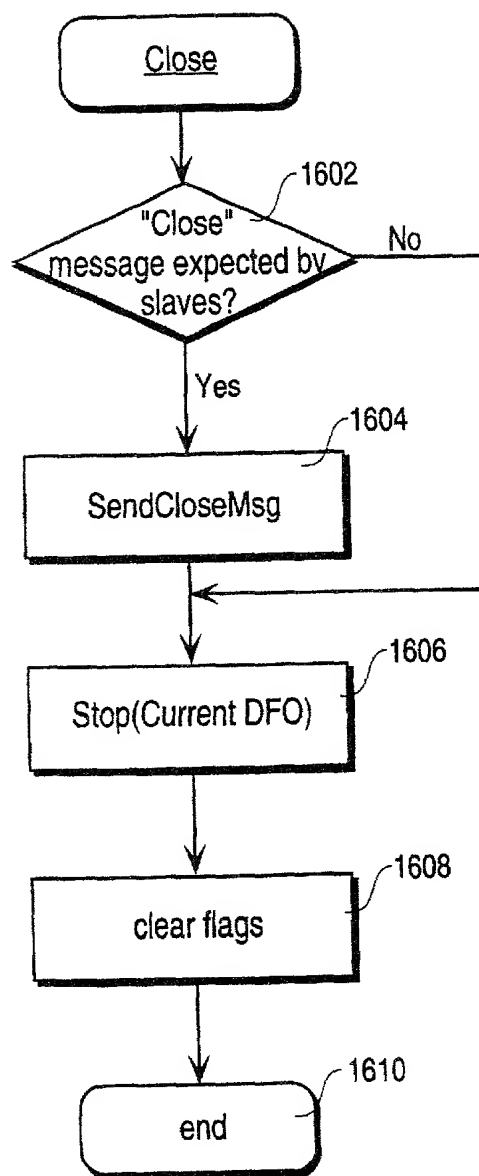 Close
1602
"Close"
message expected by
slaves?
No
Yes
1604
SendCloseMsg
1606
Stop(Current DFO)
1608
clear flags
1610
end